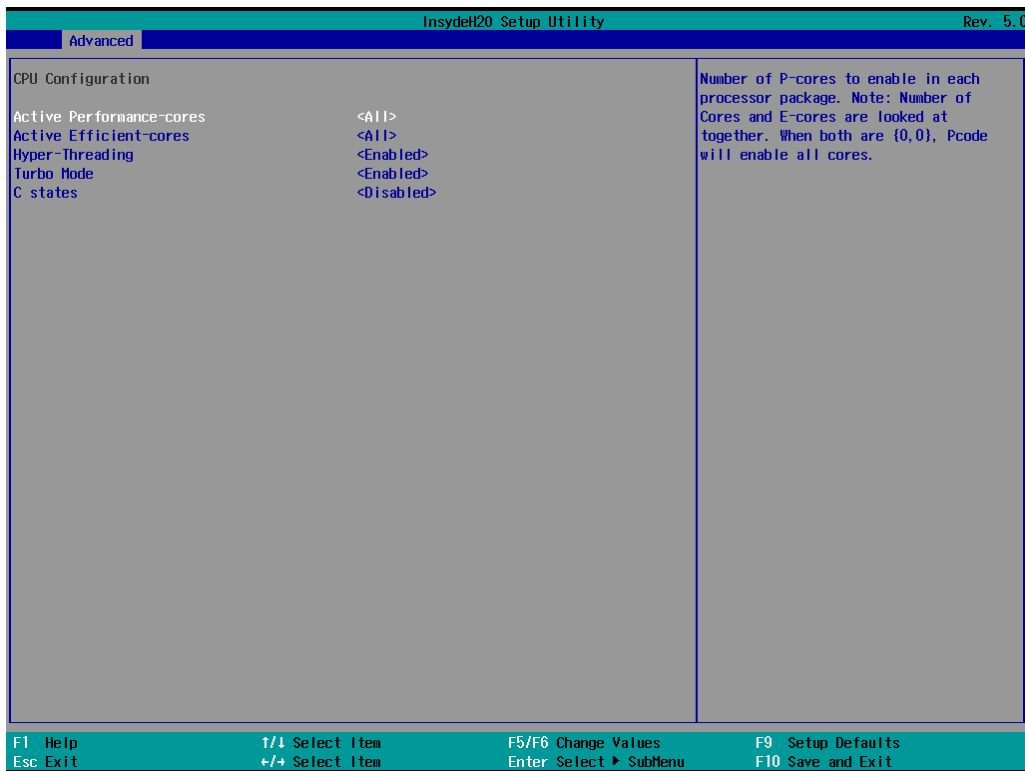 InsydeH20 Setup Utility Rev. 5.0
Advanced
CPU Configuration
Active Performance-cores <All>
Active Efficient-cores <All>
Hyper-Threading <Enabled>
Turbo Mode <Enabled>
C states <Disabled>
Number of P-cores to enable in each
processor package. Note: Number of
Cores and E-cores are looked at
together. When both are {0,0}, Pcode
will enable all cores.
F1 Help ↑/↓ Select Item F5/F6 Change Values F9 Setup Defaults
Esc Exit ←/→ Select Item Enter Select ▶ SubMenu F10 Save and Exit